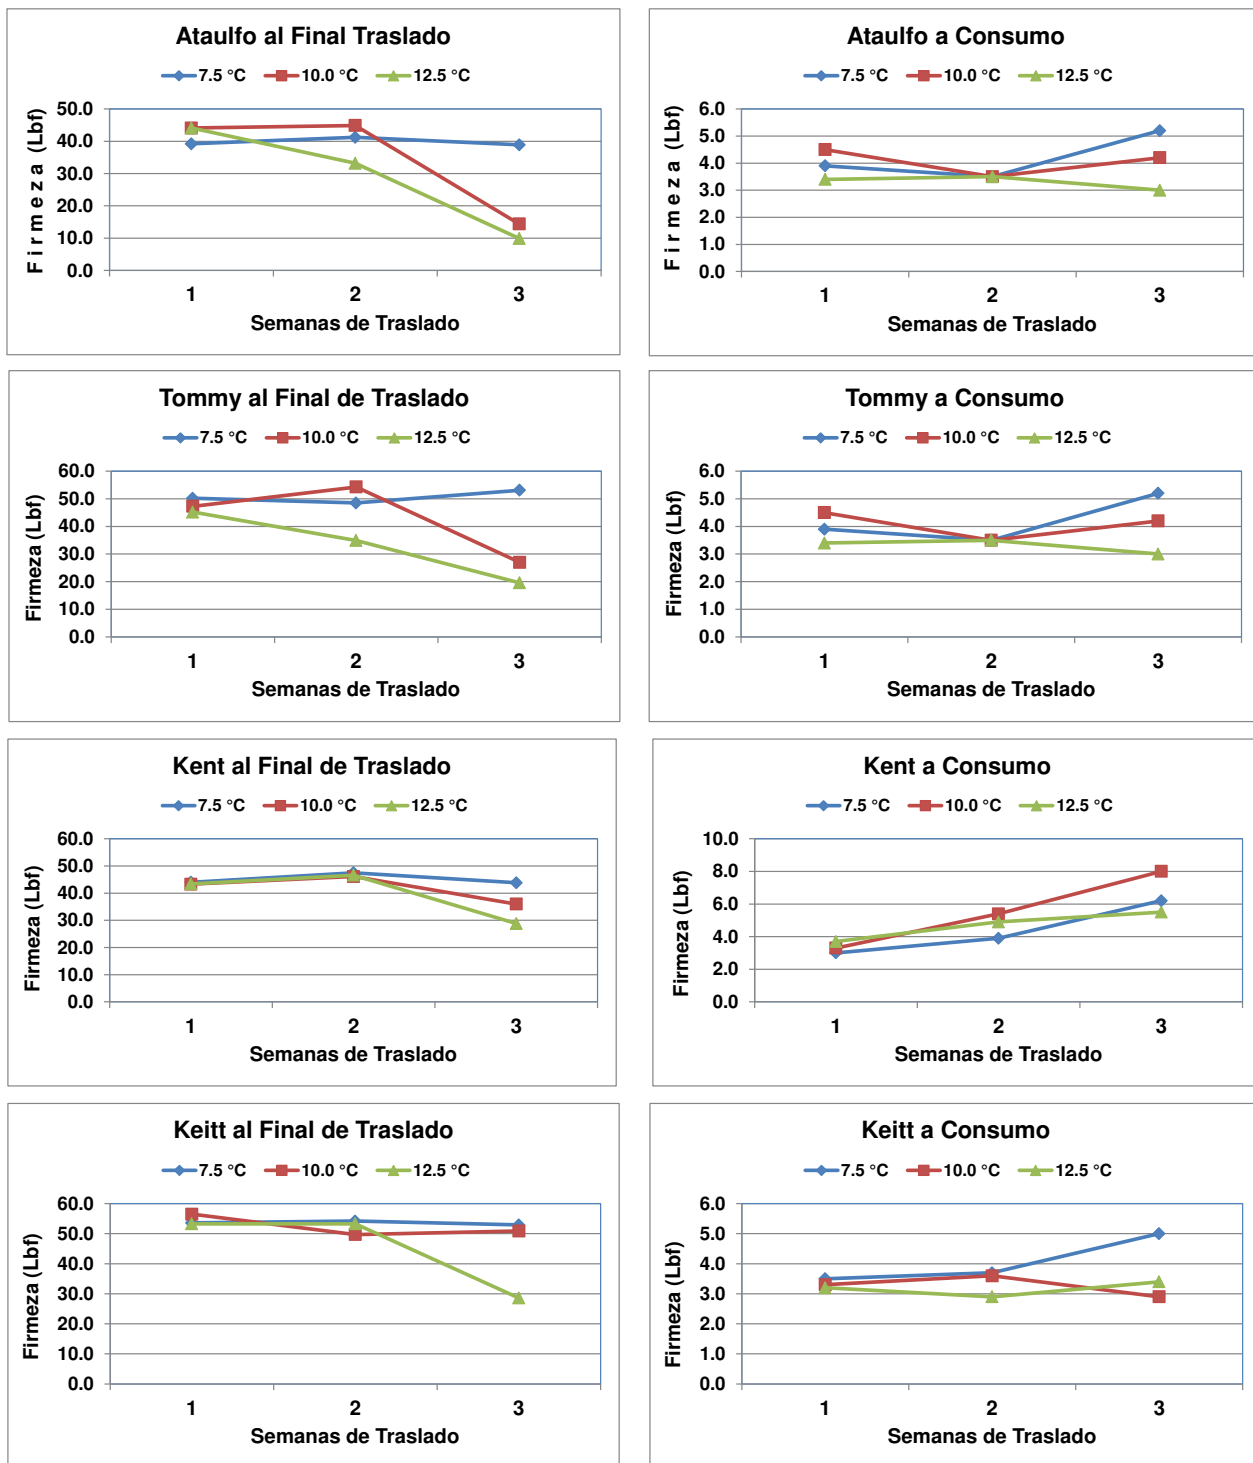 Ataulfo al Final Traslado
7.5 °C 10.0 °C 12.5 °C
F i r m e z a (Lbf)
50.0
40.0
30.0
20.0
10.0
0.0
1 2 3
Semanas de Traslado
Ataulfo a Consumo
7.5 °C 10.0 °C 12.5 °C
F i r m e z a (Lbf)
6.0
5.0
4.0
3.0
2.0
1.0
0.0
1 2 3
Semanas de Traslado
Tommy al Final de Traslado
7.5 °C 10.0 °C 12.5 °C
Firmeza (Lbf)
60.0
50.0
40.0
30.0
20.0
10.0
0.0
1 2 3
Semanas de Traslado
Tommy a Consumo
7.5 °C 10.0 °C 12.5 °C
Firmeza (Lbf)
6.0
5.0
4.0
3.0
2.0
1.0
0.0
1 2 3
Semanas de Traslado
Kent al Final de Traslado
7.5 °C 10.0 °C 12.5 °C
Firmeza (Lbf)
60.0
50.0
40.0
30.0
20.0
10.0
0.0
1 2 3
Semanas de Traslado
Kent a Consumo
7.5 °C 10.0 °C 12.5 °C
Firmeza (Lbf)
10.0
8.0
6.0
4.0
2.0
0.0
1 2 3
Semanas de Traslado
Keitt al Final de Traslado
7.5 °C 10.0 °C 12.5 °C
Firmeza (Lbf)
60.0
50.0
40.0
30.0
20.0
10.0
0.0
1 2 3
Semanas de Traslado
Keitt a Consumo
7.5 °C 10.0 °C 12.5 °C
Firmeza (Lbf)
6.0
5.0
4.0
3.0
2.0
1.0
0.0
1 2 3
Semanas de Traslado